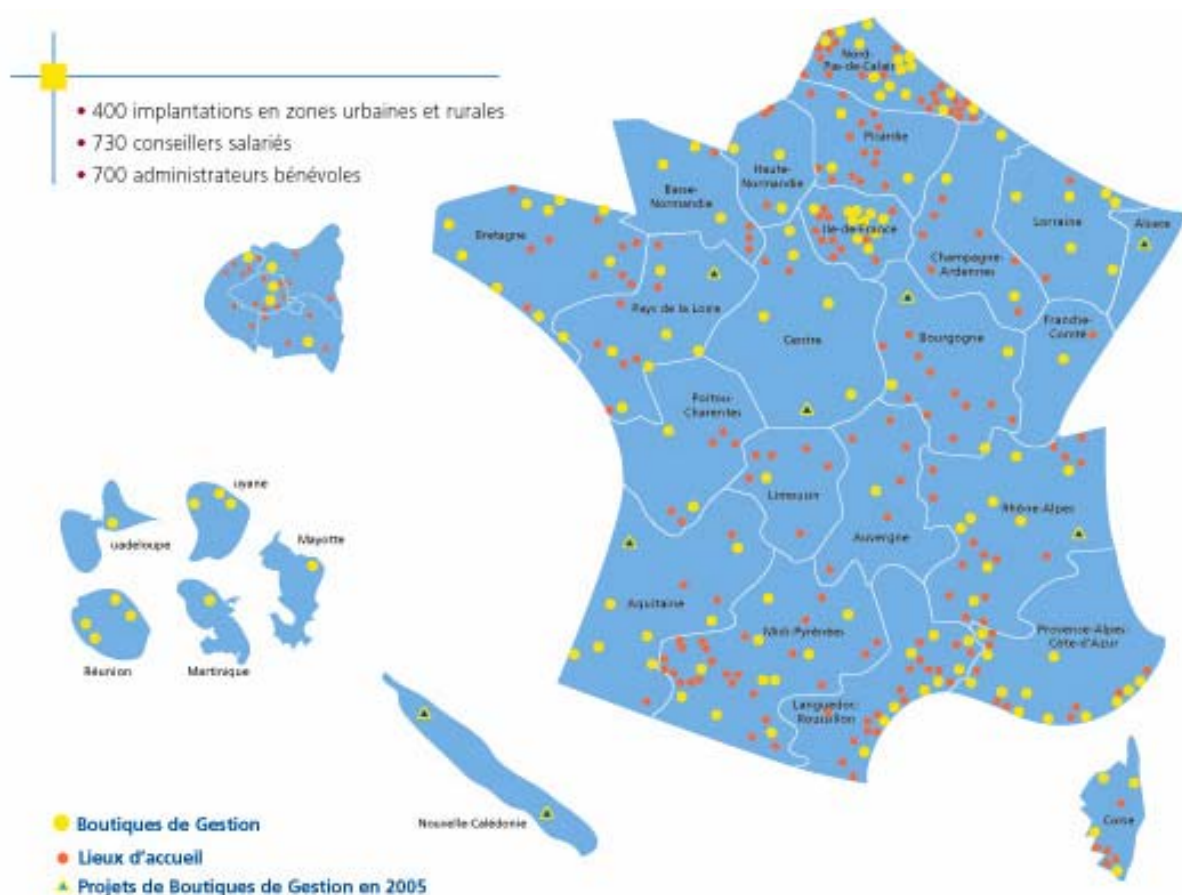 • 400 implantations en zones urbaines et rurales
• 730 conseillers salariés
• 700 administrateurs bénévoles
Nord-
Pas-de-Calais
Picardie
Haute-
Normandie
Basse-
Normandie
Ile-de-France
Lorraine
Alsace
Champagne-
Ardennes
Bretagne
Pays de la Loire
Centre
Bourgogne
Franche-
Comté
Poitou-
Charentes
Limousin
Auvergne
Rhône-Alpes
Aquitaine
Midi-Pyrénées
Provence-Alpes-
Côte-d'Azur
Languedoc-
Roussillon
Corse
uyane
uadeloupe
Mayotte
Réunion
Martinique
Nouvelle Calédonie
Boutiques de Gestion
Lieux d'accueil
Projets de Boutiques de Gestion en 2005